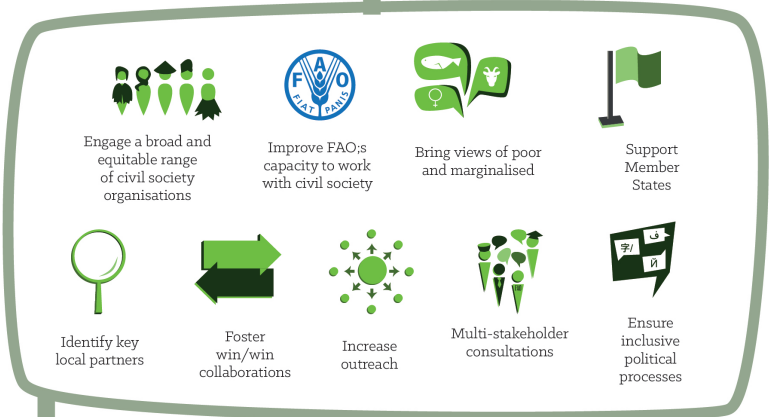 F A O
FIAT PANIS
Engage a broad and
equitable range
of civil society
organisations
Improve FAO;s
capacity to work
with civil society
Bring views of poor
and marginalised
Support
Member
States
字/
ف
Й
Identify key
local partners
Foster
win/win
collaborations
Increase
outreach
Multi-stakeholder
consultations
Ensure
inclusive
political
processes